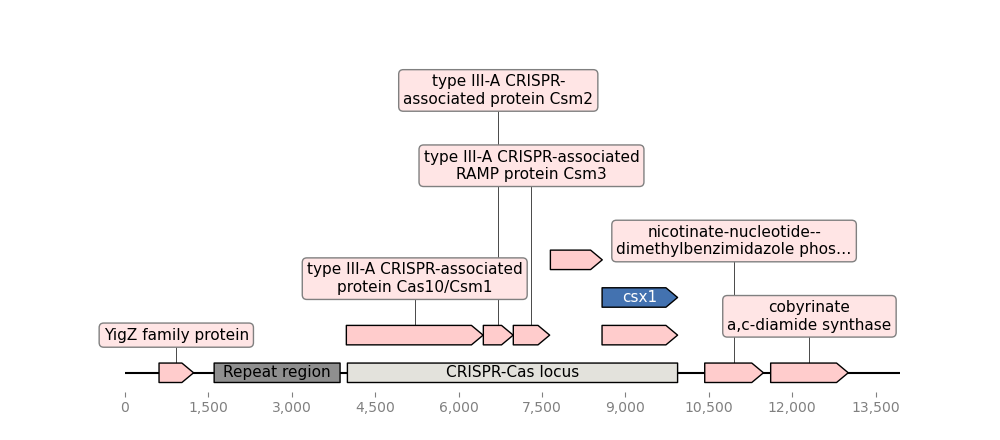 type III-A CRISPR-
associated protein Csm2
type III-A CRISPR-associated
RAMP protein Csm3
nicotinate-nucleotide--
dimethylbenzimidazole phos...
type III-A CRISPR-associated
protein Cas10/Csm1
csx1
cobyrinate
a,c-diamide synthase
YigZ family protein
Repeat region
CRISPR-Cas locus
0 1,500 3,000 4,500 6,000 7,500 9,000 10,500 12,000 13,500